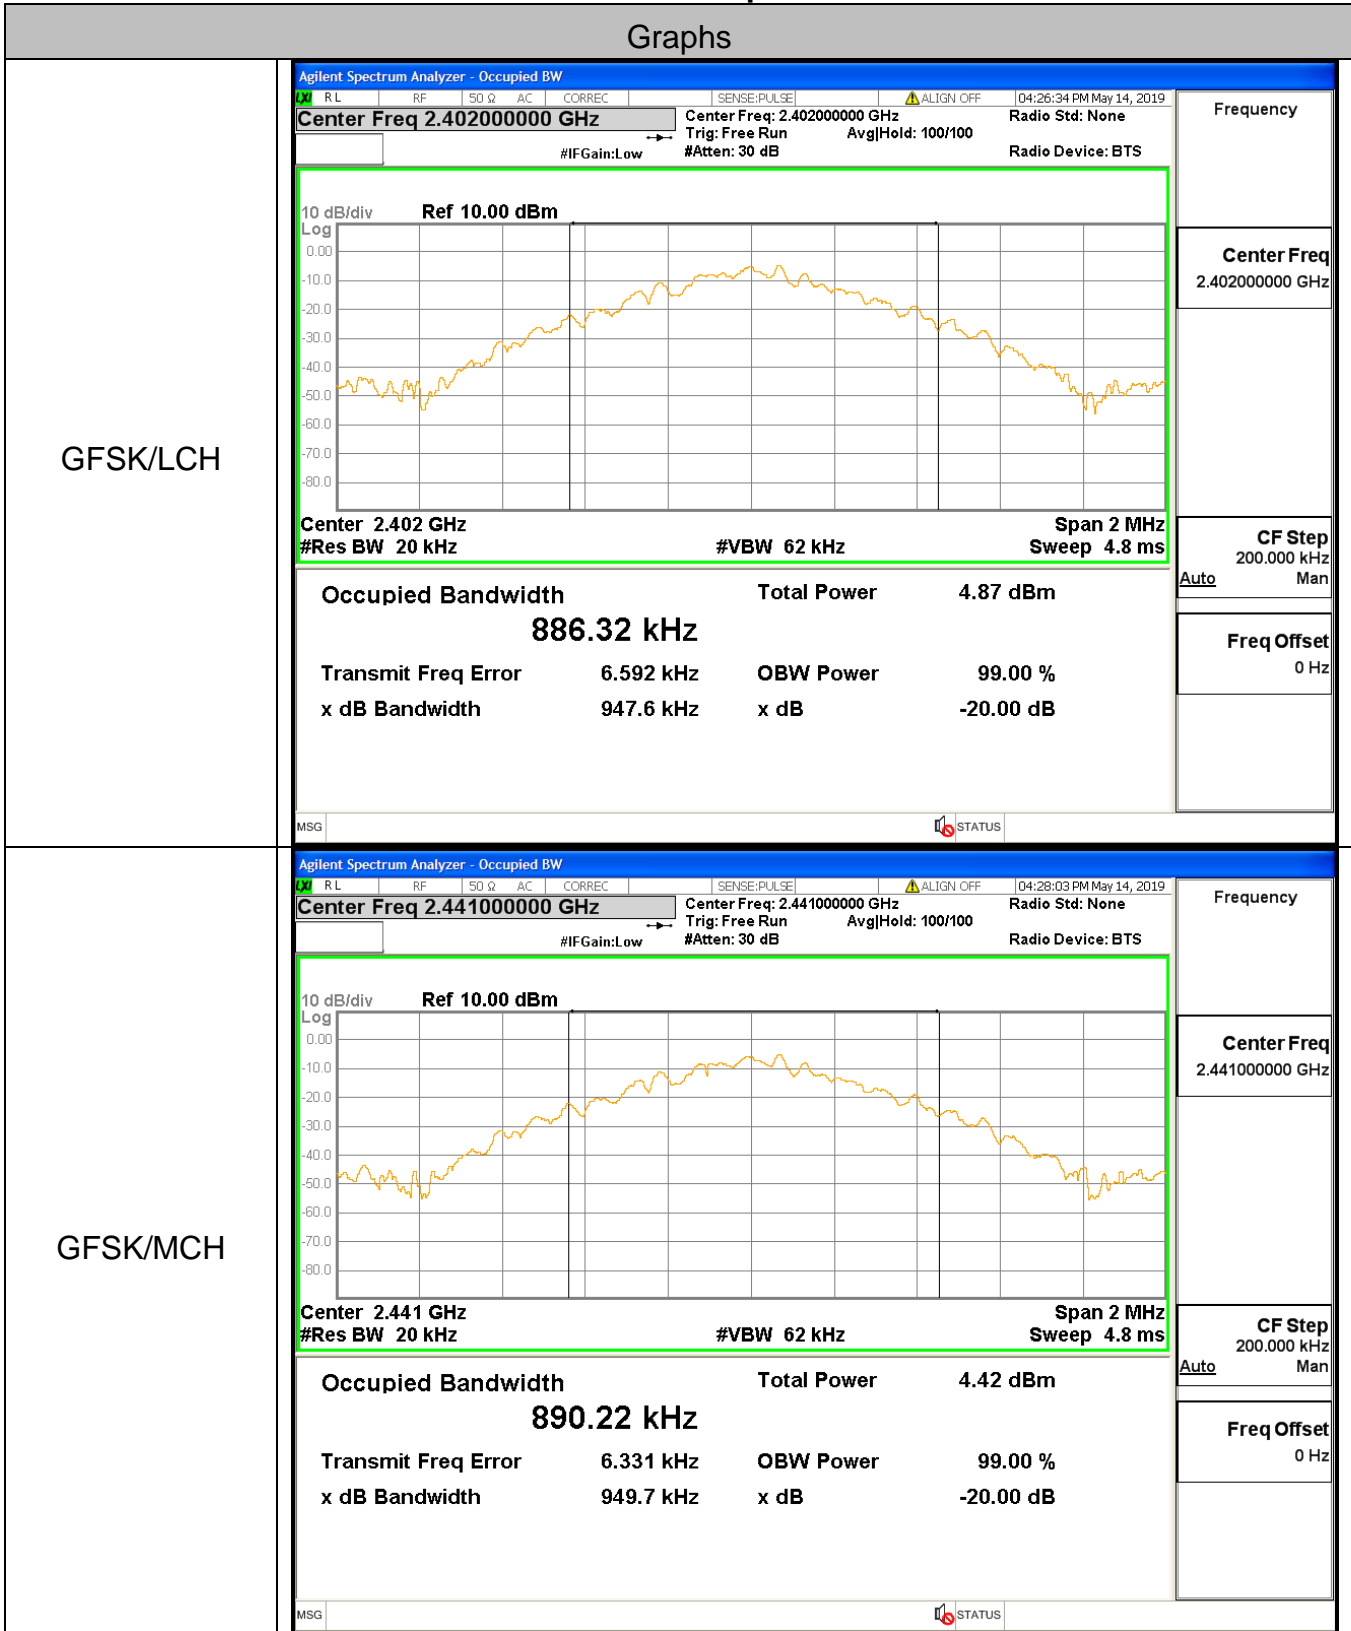 Graphs
GFSK/LCH
Agilent Spectrum Analyzer - Occupied BW
LXI RL RF 50 Ω AC CORREC SENSE:PULSE ALIGN OFF 04:26:34 PM May 14, 2019
Center Freq 2.402000000 GHz
Center Freq: 2.402000000 GHz Radio Std: None
Trig: Free Run Avg|Hold: 100/100
#IFGain:Low #Atten: 30 dB Radio Device: BTS
10 dB/div Ref 10.00 dBm
Log
0.00
-10.0
-20.0
-30.0
-40.0
-50.0
-60.0
-70.0
-80.0
Center 2.402 GHz Span 2 MHz
#Res BW 20 kHz #VBW 62 kHz Sweep 4.8 ms
Occupied Bandwidth Total Power 4.87 dBm
886.32 kHz
Transmit Freq Error 6.592 kHz OBW Power 99.00 %
x dB Bandwidth 947.6 kHz x dB -20.00 dB
MSG STATUS
Frequency
Center Freq
2.402000000 GHz
CF Step
200.000 kHz
Auto Man
Freq Offset
0 Hz
GFSK/MCH
Agilent Spectrum Analyzer - Occupied BW
LXI RL RF 50 Ω AC CORREC SENSE:PULSE ALIGN OFF 04:28:03 PM May 14, 2019
Center Freq 2.441000000 GHz
Center Freq: 2.441000000 GHz Radio Std: None
Trig: Free Run Avg|Hold: 100/100
#IFGain:Low #Atten: 30 dB Radio Device: BTS
10 dB/div Ref 10.00 dBm
Log
0.00
-10.0
-20.0
-30.0
-40.0
-50.0
-60.0
-70.0
-80.0
Center 2.441 GHz Span 2 MHz
#Res BW 20 kHz #VBW 62 kHz Sweep 4.8 ms
Occupied Bandwidth Total Power 4.42 dBm
890.22 kHz
Transmit Freq Error 6.331 kHz OBW Power 99.00 %
x dB Bandwidth 949.7 kHz x dB -20.00 dB
MSG STATUS
Frequency
Center Freq
2.441000000 GHz
CF Step
200.000 kHz
Auto Man
Freq Offset
0 Hz